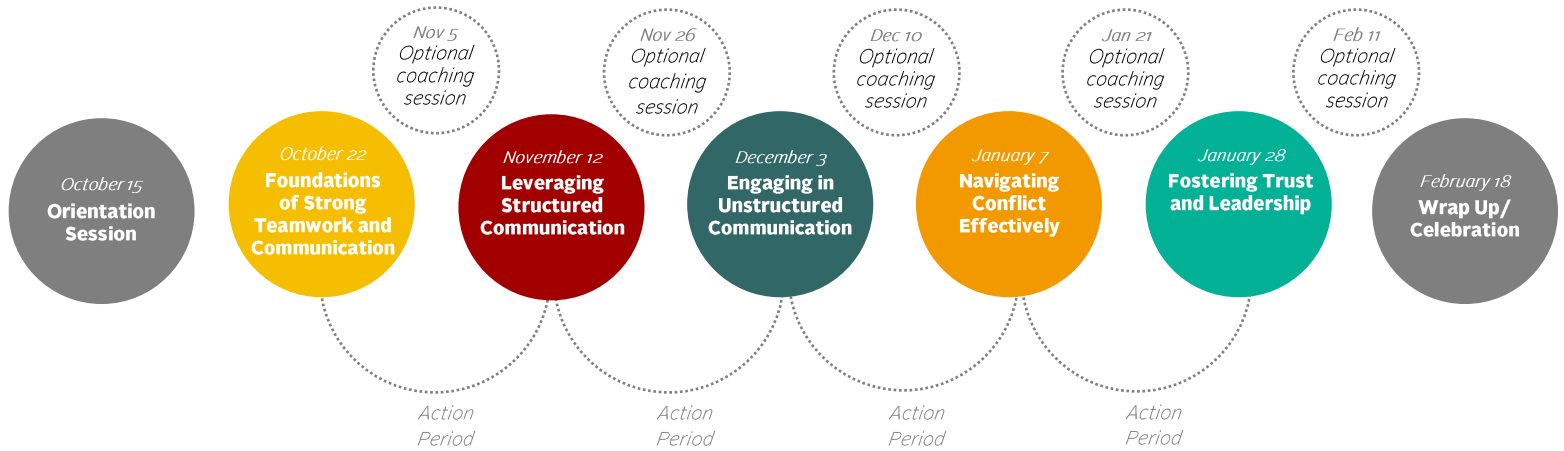 Nov 5
Optional
coaching
session
Nov 26
Optional
coaching
session
Dec 10
Optional
coaching
session
Jan 21
Optional
coaching
session
Feb 11
Optional
coaching
session
October 15
Orientation
Session
October 22
Foundations
of Strong
Teamwork and
Communication
November 12
Leveraging
Structured
Communication
December 3
Engaging in
Unstructured
Communication
January 7
Navigating
Conflict
Effectively
January 28
Fostering Trust
and Leadership
February 18
Wrap Up/
Celebration
Action
Period
Action
Period
Action
Period
Action
Period